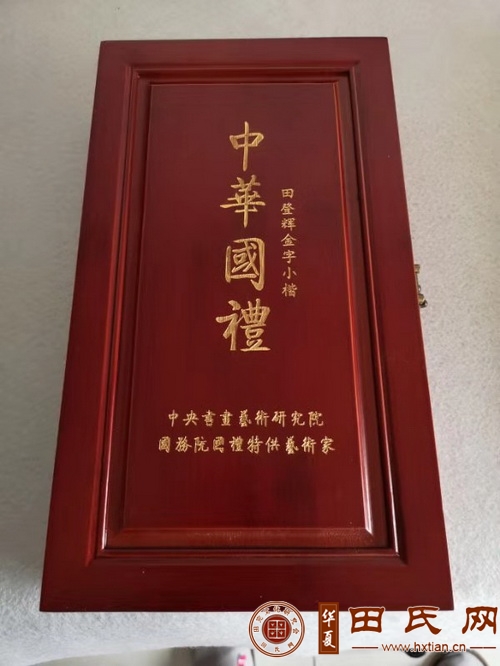 中華國禮
田登輝金字小楷
中央書畫藝術研究院
國務院國禮特供藝術家
华夏
田氏网
www.hxtian.cn